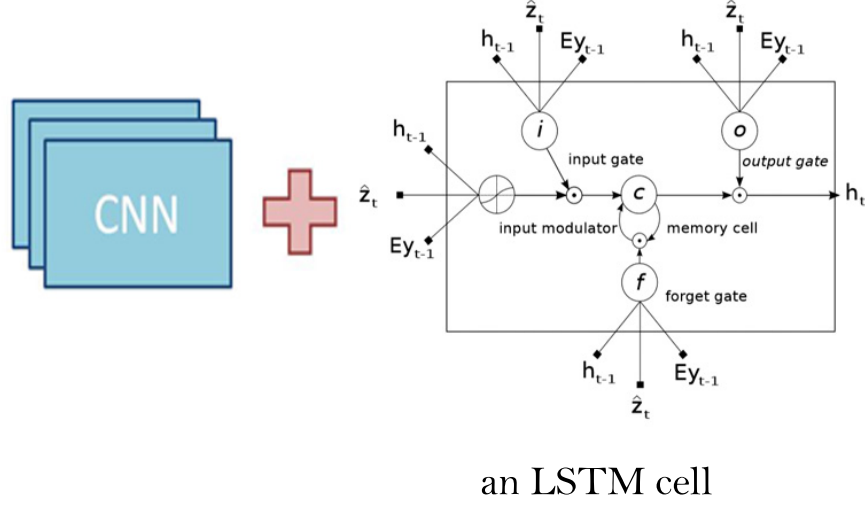 CNN
ẑt ẑt
ht-1 Eyt-1 ht-1 Eyt-1
i o
ht-1
input gate output gate
ẑt c ht
input modulator memory cell
Eyt-1
f
forget gate
ht-1 Eyt-1
ẑt
an LSTM cell